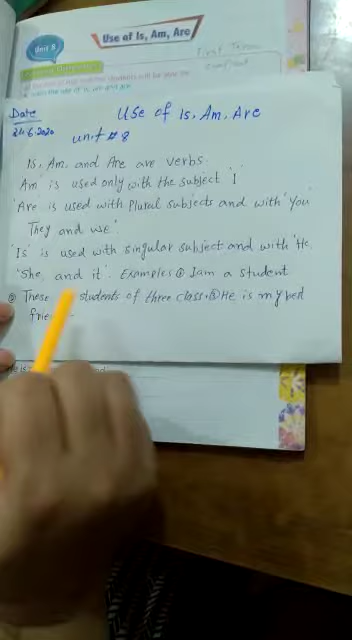 Unit 8
Use of Is, Am, Are
First Term
Date
Use of Is, Am, Are
24.6.2020
unit # 8
Is, Am, and Are are verbs.
Am is used only with the subject 'I
'Are is used with Plural subjects and with 'You
They and we'.
'Is' is used with singular subject and with 'He,
'She, and it'. Examples ① I am a student
② These students of three class. ③ He is my best